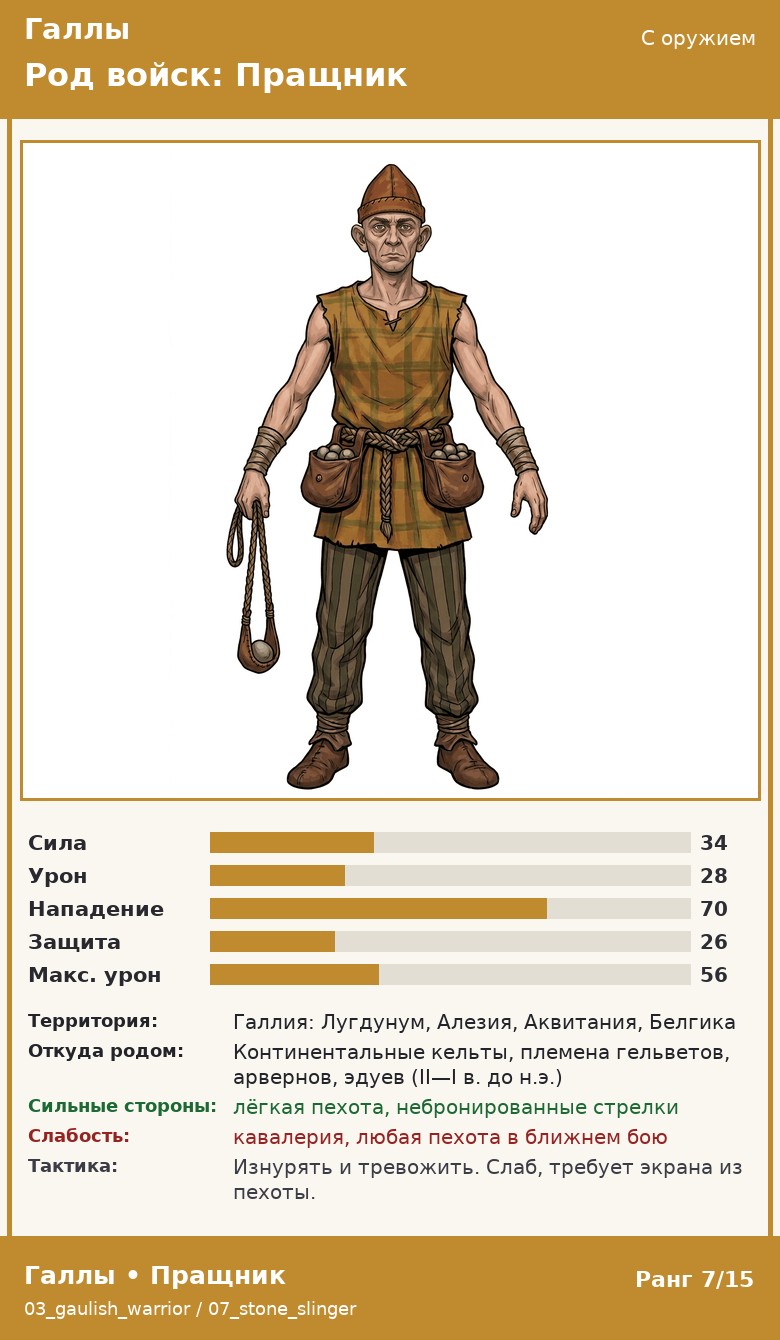 Галлы
С оружием
Род войск: Пращник
Сила 34
Урон 28
Нападение 70
Защита 26
Макс. урон 56
Территория: Галлия: Лугдунум, Алезия, Аквитания, Белгика
Откуда родом: Континентальные кельты, племена гельветов,
арвернов, эдуев (II—I в. до н.э.)
Сильные стороны: лёгкая пехота, небронированные стрелки
Слабость: кавалерия, любая пехота в ближнем бою
Тактика: Изнурять и тревожить. Слаб, требует экрана из
пехоты.
Галлы • Пращник
Ранг 7/15
03_gaulish_warrior / 07_stone_slinger